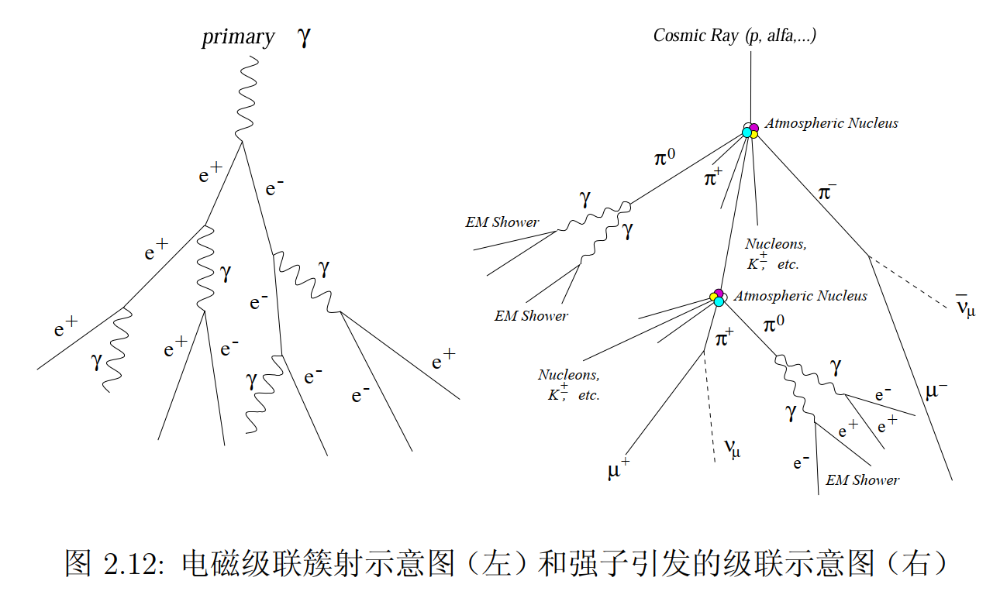 primary γ
e+
e-
e+
γ
e-
γ
e+
γ
e+
e-
γ
e-
e-
e+
Cosmic Ray (p, alfa,...)
Atmospheric Nucleus
π0
π+
π−
γ
γ
EM Shower
EM Shower
Nucleons,
K±, etc.
Atmospheric Nucleus
ν̅μ
π+
π0
Nucleons,
K±, etc.
γ
γ
e-
e+
μ−
e+
e-
νμ
μ+
EM Shower
图 2.12: 电磁级联簇射示意图（左）和强子引发的级联示意图（右）